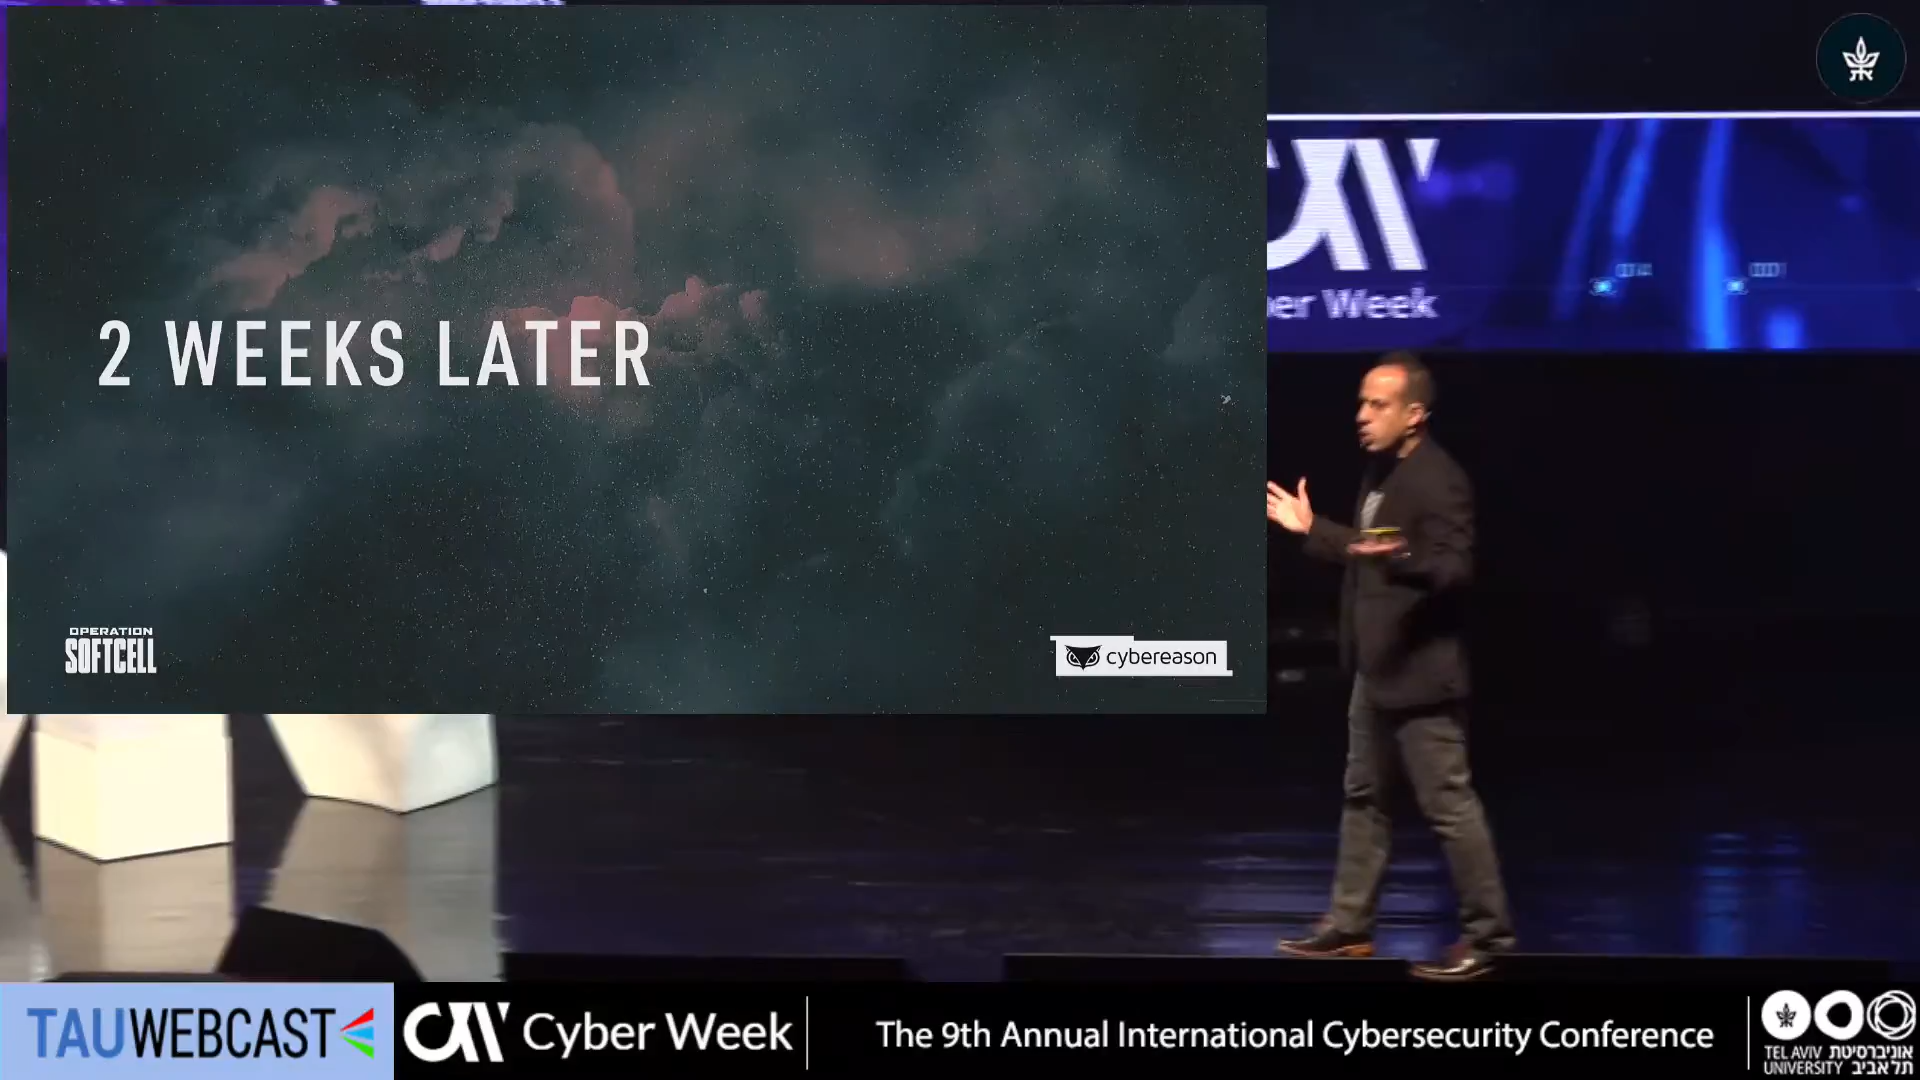 2 WEEKS LATER
OPERATION
SOFTCELL
cybereason
er Week
TAUWEBCAST
Cyber Week
The 9th Annual International Cybersecurity Conference
TEL AVIV אוניברסיטת
UNIVERSITY תל אביב